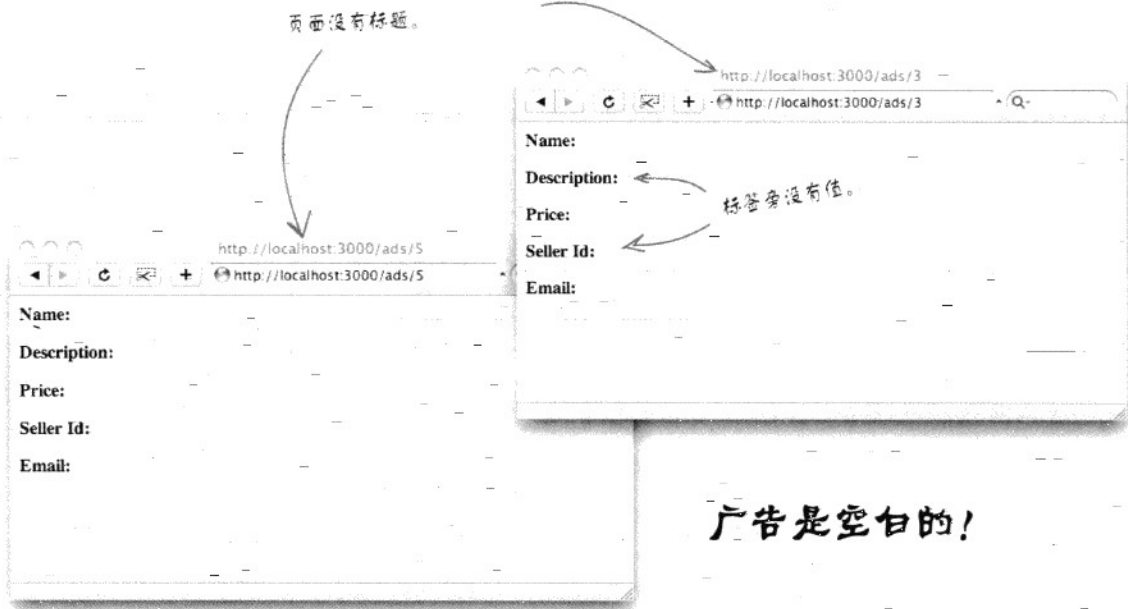 页面没有标题。
http://localhost:3000/ads/3
http://localhost:3000/ads/3
Name:
Description:
Price:
Seller Id:
Email:
标签旁没有值。
http://localhost:3000/ads/5
http://localhost:3000/ads/5
Name:
Description:
Price:
Seller Id:
Email:
广告是空白的!